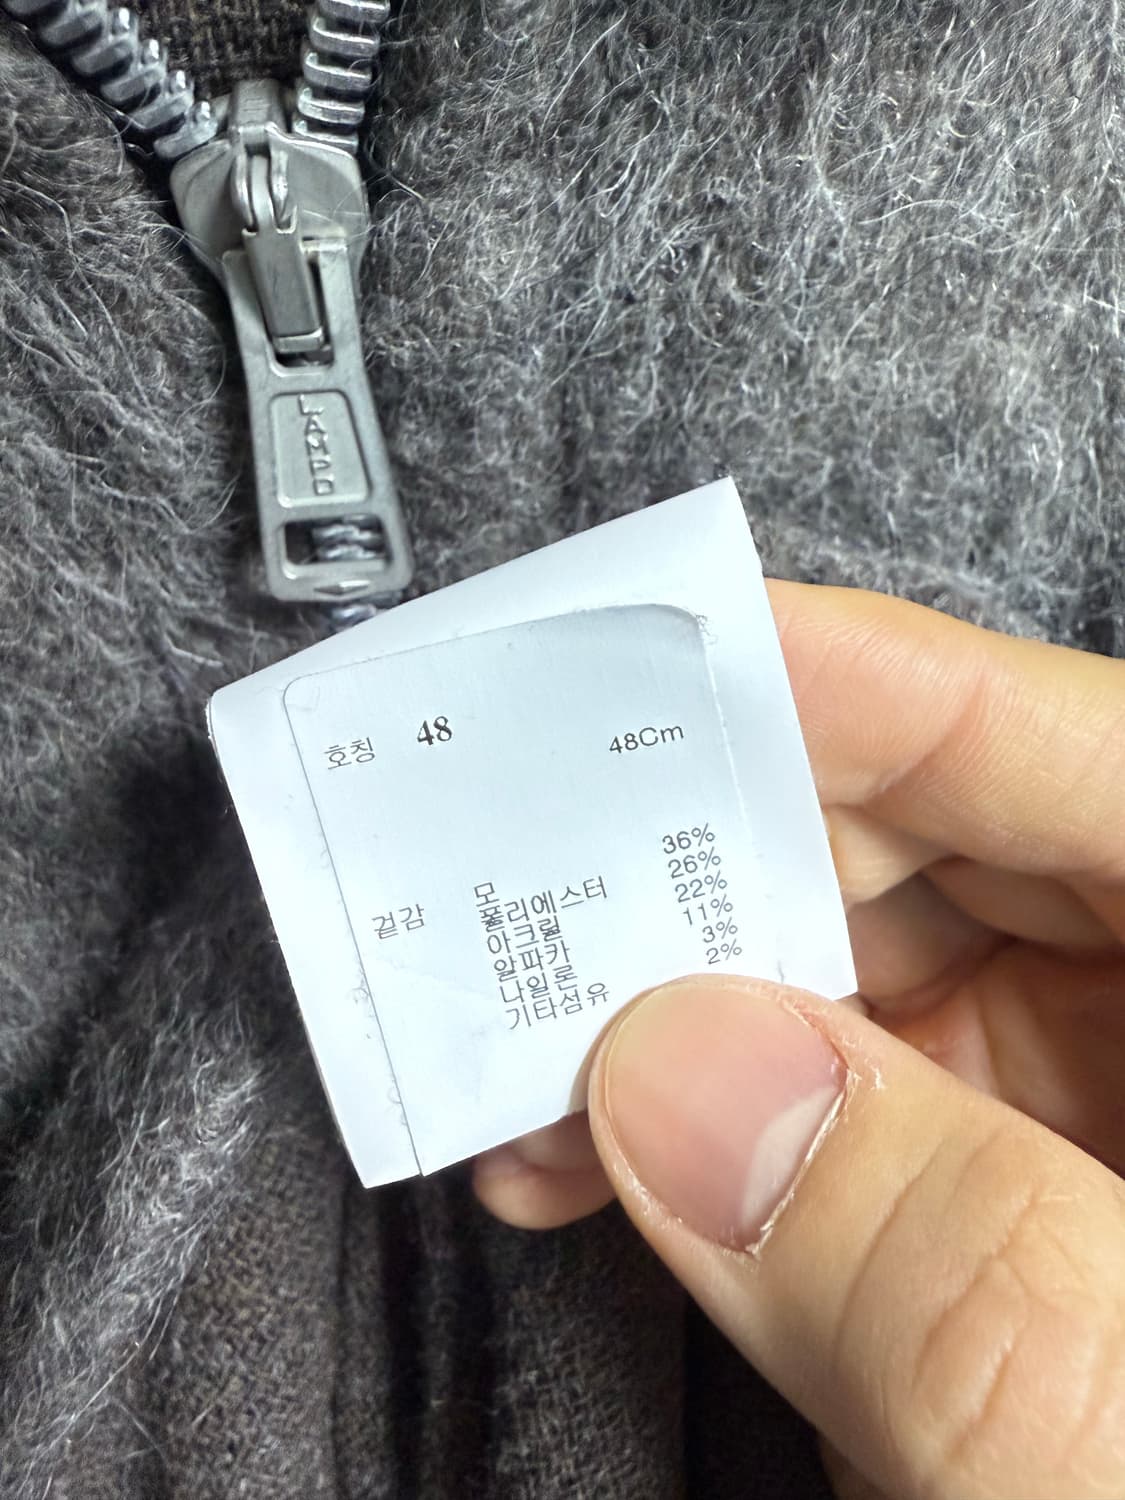 LAMPO
호칭 48 48Cm
겉감 모 36%
폴리에스터 26%
아크릴 22%
알파카 11%
나일론 3%
기타섬유 2%